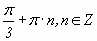 π/3 + π·n, n ∈ Z